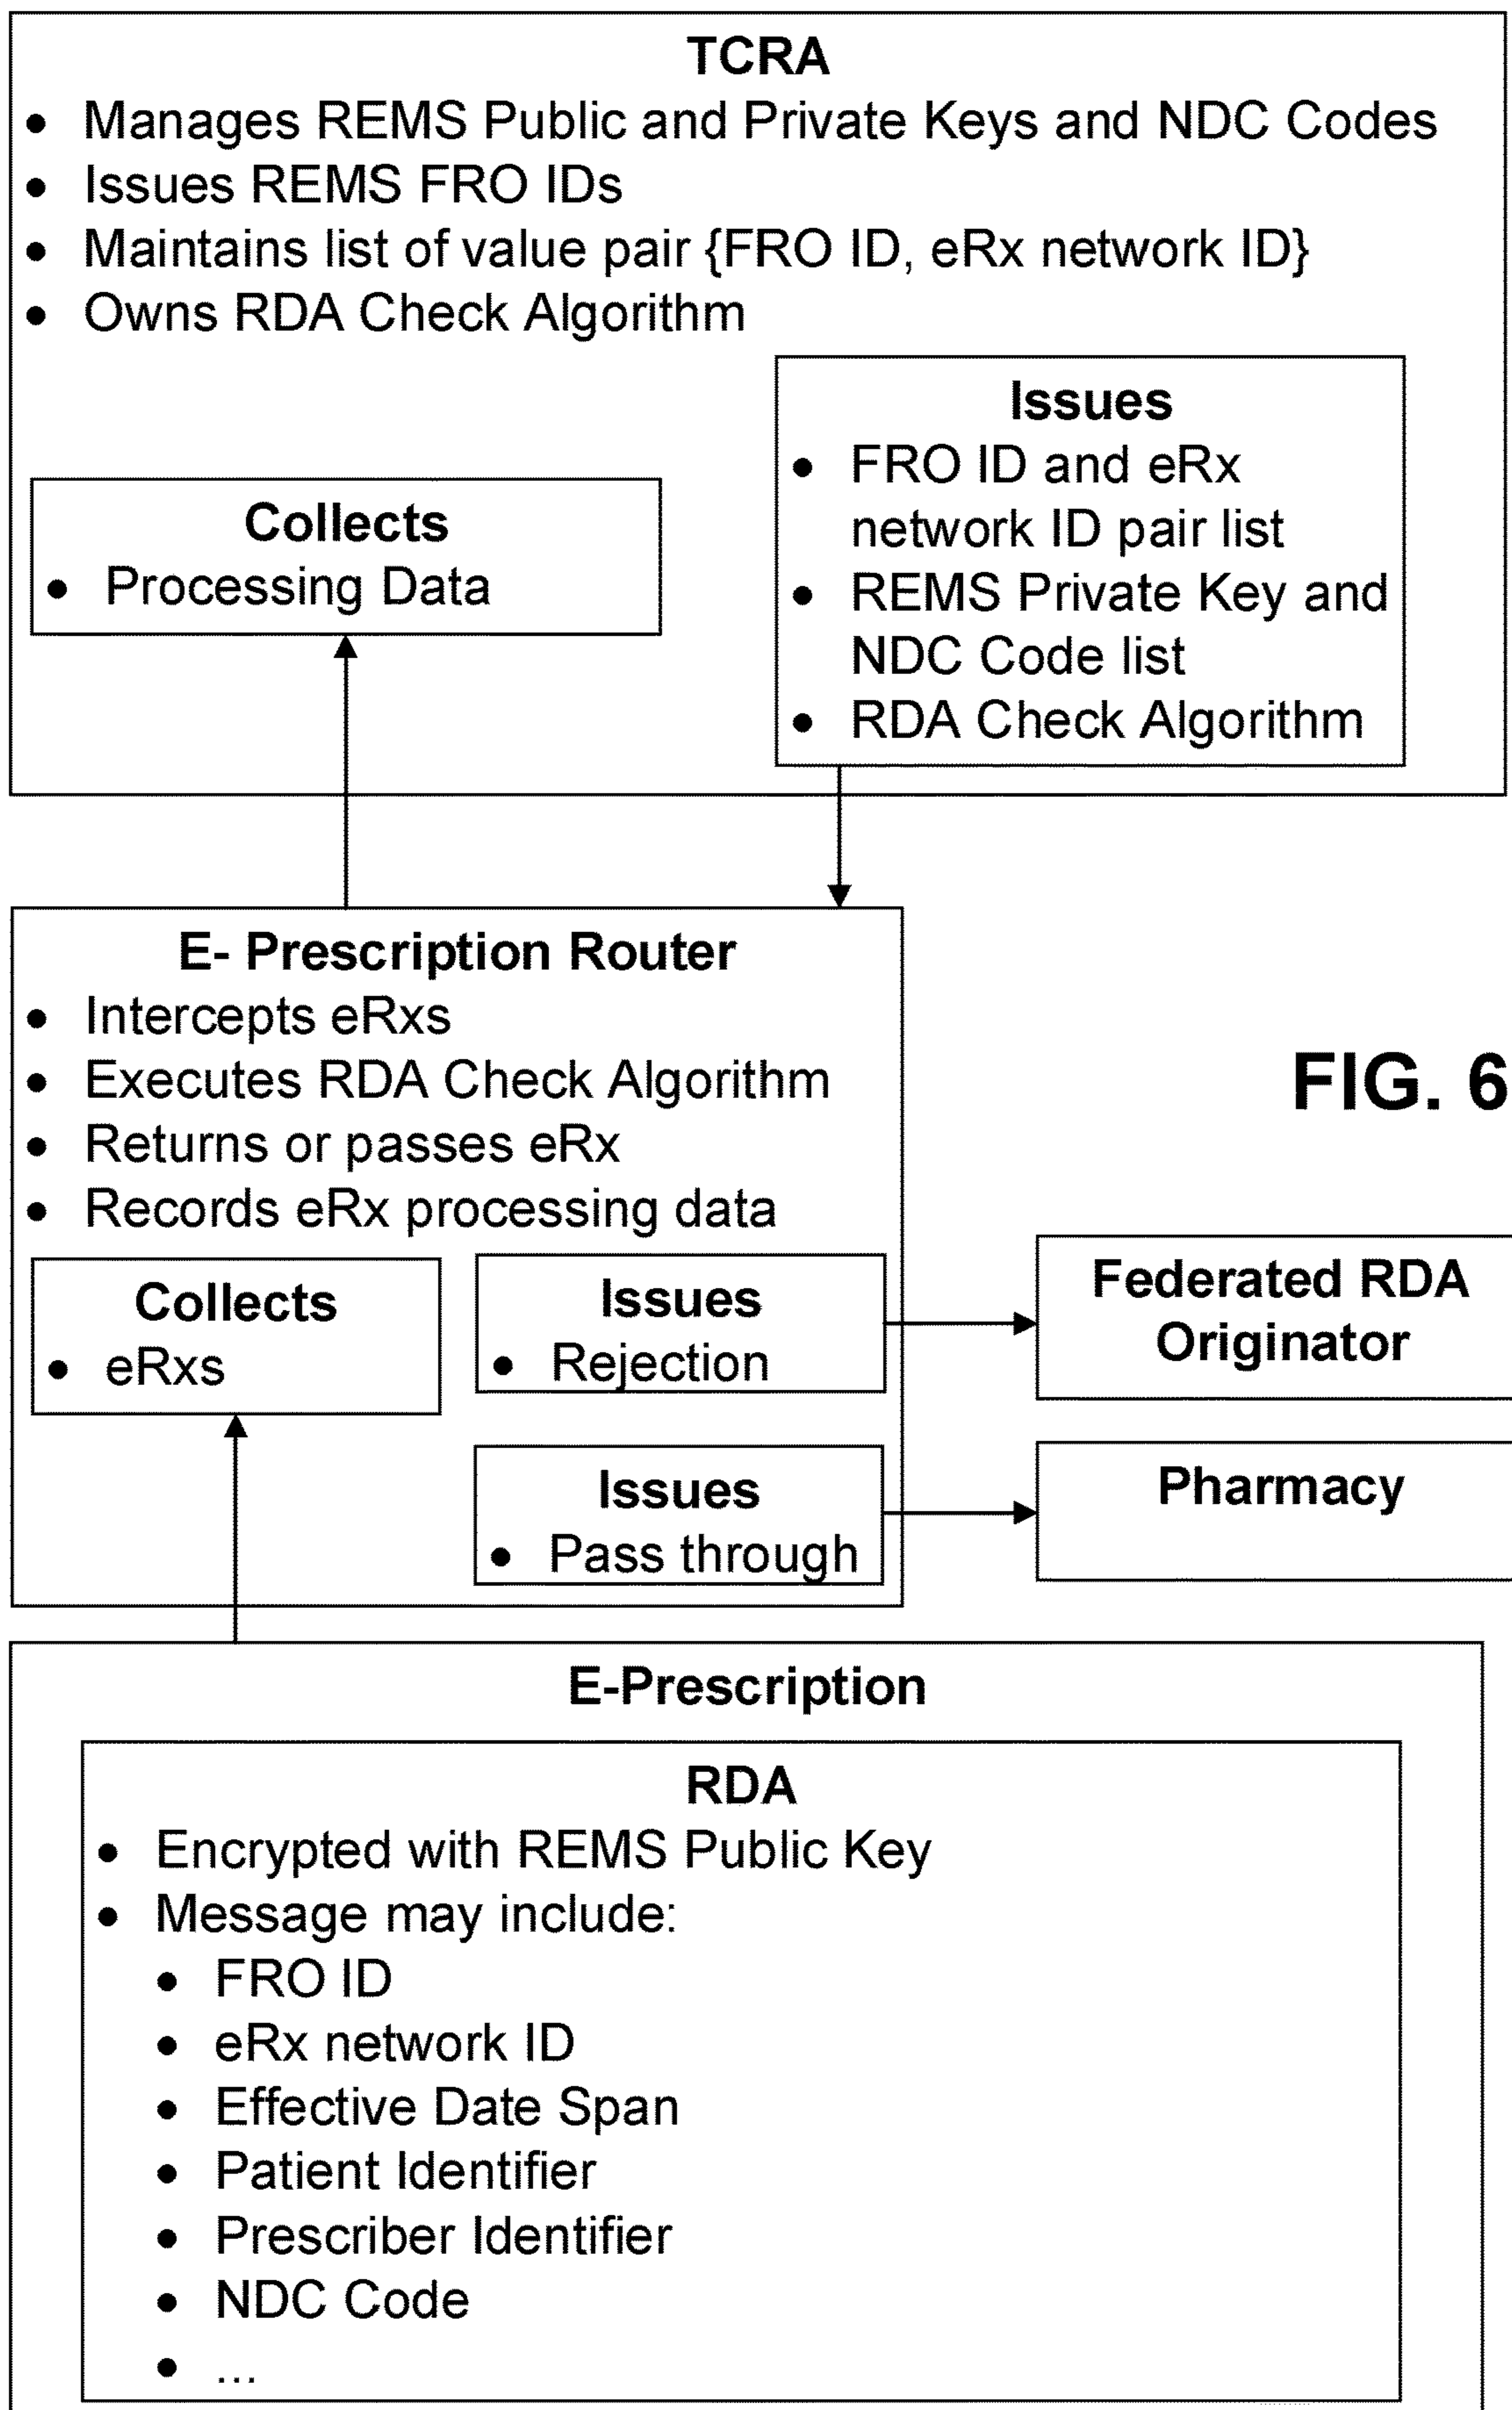 TCRA
• Manages REMS Public and Private Keys and NDC Codes
• Issues REMS FRO IDs
• Maintains list of value pair {FRO ID, eRx network ID}
• Owns RDA Check Algorithm
Collects
• Processing Data
Issues
• FRO ID and eRx
network ID pair list
• REMS Private Key and
NDC Code list
• RDA Check Algorithm
E- Prescription Router
• Intercepts eRxs
• Executes RDA Check Algorithm
• Returns or passes eRx
• Records eRx processing data
Collects
• eRxs
Issues
• Rejection
Issues
• Pass through
FIG. 6
Federated RDA
Originator
Pharmacy
E-Prescription
RDA
• Encrypted with REMS Public Key
• Message may include:
• FRO ID
• eRx network ID
• Effective Date Span
• Patient Identifier
• Prescriber Identifier
• NDC Code
• ...